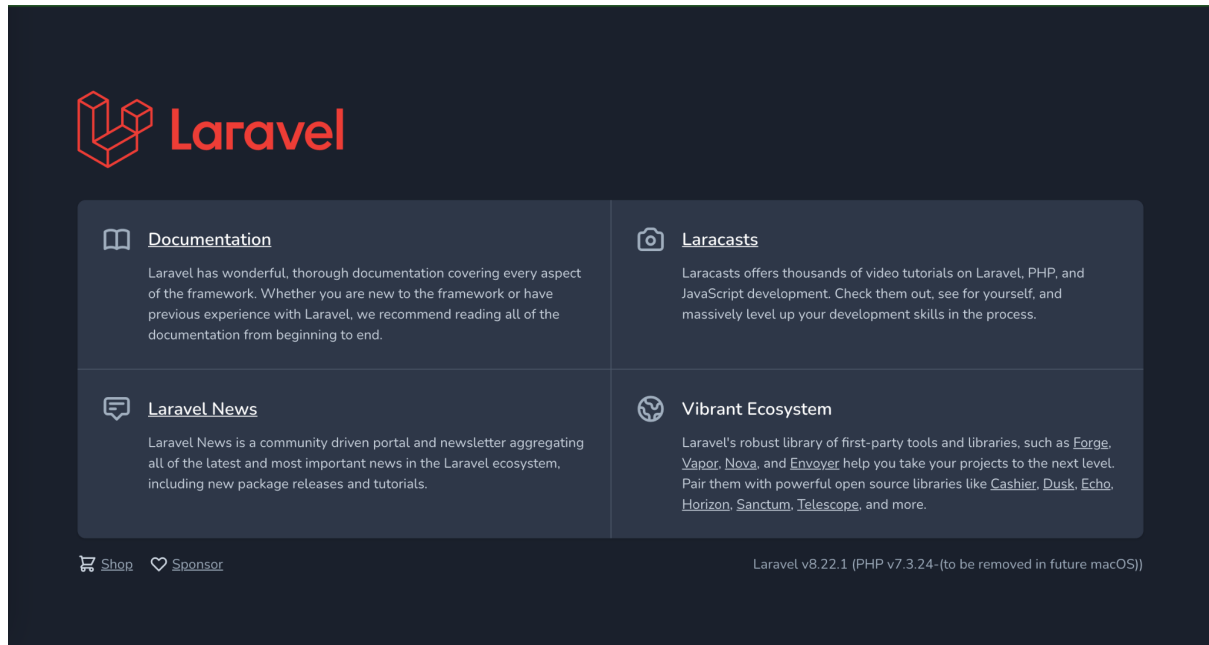 Laravel
Documentation
Laravel has wonderful, thorough documentation covering every aspect
of the framework. Whether you are new to the framework or have
previous experience with Laravel, we recommend reading all of the
documentation from beginning to end.
Laracasts
Laracasts offers thousands of video tutorials on Laravel, PHP, and
JavaScript development. Check them out, see for yourself, and
massively level up your development skills in the process.
Laravel News
Laravel News is a community driven portal and newsletter aggregating
all of the latest and most important news in the Laravel ecosystem,
including new package releases and tutorials.
Vibrant Ecosystem
Laravel's robust library of first-party tools and libraries, such as Forge,
Vapor, Nova, and Envoyer help you take your projects to the next level.
Pair them with powerful open source libraries like Cashier, Dusk, Echo,
Horizon, Sanctum, Telescope, and more.
Shop Sponsor
Laravel v8.22.1 (PHP v7.3.24-(to be removed in future macOS))